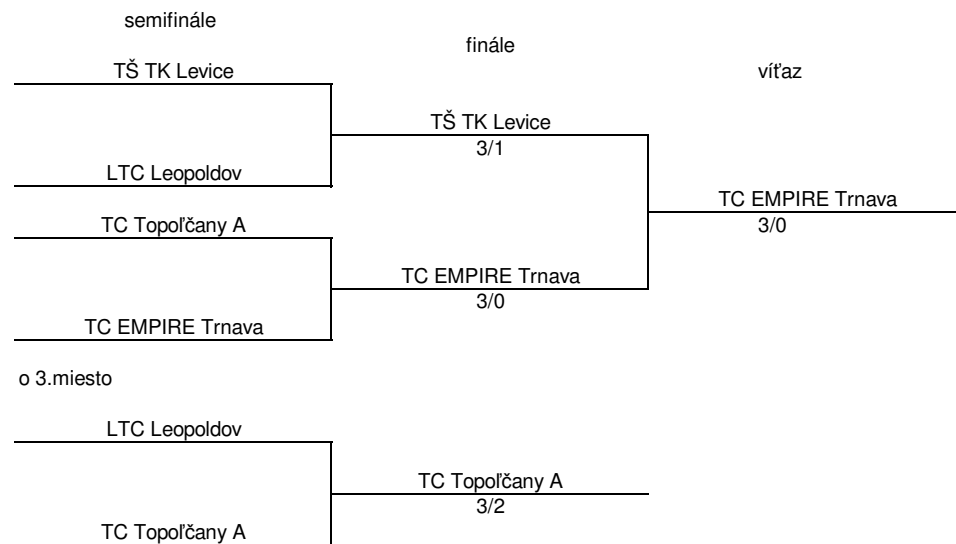 semifinále
finále
víťaz
TŠ TK Levice
TŠ TK Levice
3/1
LTC Leopoldov
TC EMPIRE Trnava
3/0
TC Topoľčany A
TC EMPIRE Trnava
3/0
TC EMPIRE Trnava
o 3.miesto
LTC Leopoldov
TC Topoľčany A
3/2
TC Topoľčany A